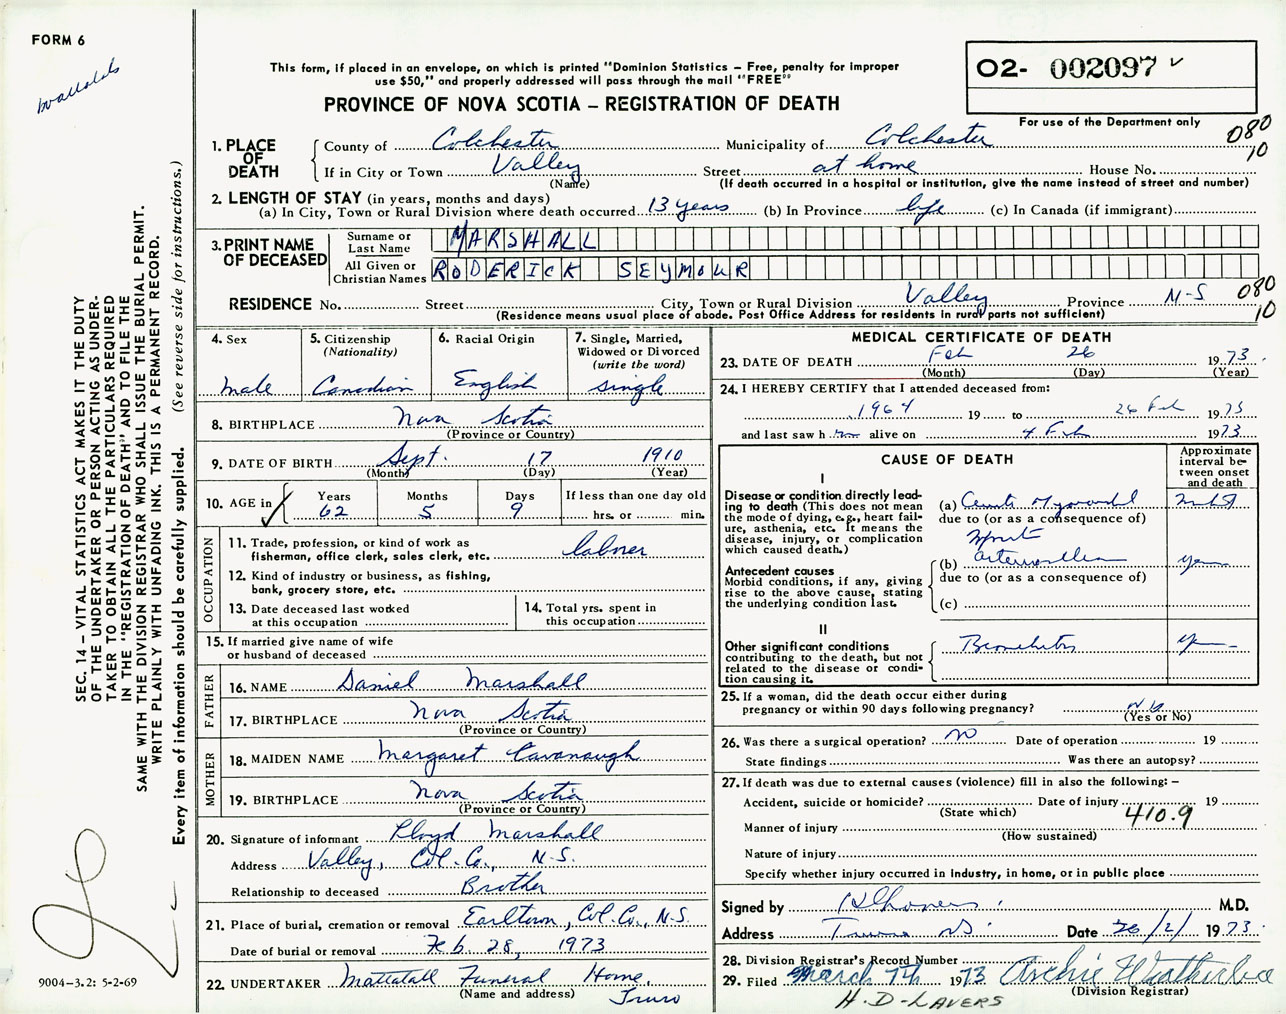 FORM 6
This form, if placed in an envelope, on which is printed "Dominion Statistics – Free, penalty for improper
use $50," and properly addressed will pass through the mail "FREE"
PROVINCE OF NOVA SCOTIA – REGISTRATION OF DEATH
O2- 002097
For use of the Department only
080
10
1. PLACE OF DEATH
County of Colchester Municipality of Colchester
If in City or Town Valley Street at home House No.
(Name) (If death occurred in a hospital or institution, give the name instead of street and number)
2. LENGTH OF STAY (in years, months and days)
(a) In City, Town or Rural Division where death occurred 13 years (b) In Province life (c) In Canada (if immigrant)
3. PRINT NAME OF DECEASED
Surname or Last Name MARSHALL
All Given or Christian Names RODERICK SEYMOUR
RESIDENCE No. Street City, Town or Rural Division Valley Province N-S 080
10
(Residence means usual place of abode. Post Office Address for residents in rural parts not sufficient)
4. Sex
male
5. Citizenship
(Nationality)
Canadian
6. Racial Origin
English
7. Single, Married,
Widowed or Divorced
(write the word)
single
8. BIRTHPLACE Nova Scotia
(Province or Country)
9. DATE OF BIRTH Sept. 17 1910
(Month) (Day) (Year)
10. AGE in
Years Months Days If less than one day old
62 5 9 hrs. or min.
OCCUPATION
11. Trade, profession, or kind of work as
fisherman, office clerk, sales clerk, etc. labner
12. Kind of industry or business, as fishing,
bank, grocery store, etc.
13. Date deceased last worked
at this occupation
14. Total yrs. spent in
this occupation
15. If married give name of wife
or husband of deceased
FATHER
16. NAME Daniel Marshall
17. BIRTHPLACE Nova Scotia
(Province or Country)
MOTHER
18. MAIDEN NAME Margaret Cavanaugh
19. BIRTHPLACE Nova Scotia
(Province or Country)
20. Signature of informant Lloyd Marshall
Address Valley, Col. Co., N.S.
Relationship to deceased Brother
21. Place of burial, cremation or removal Earltown, Col. Co., N-S.
Date of burial or removal Feb. 28, 1973
22. UNDERTAKER Mattatall Funeral Home,
(Name and address) Truro
MEDICAL CERTIFICATE OF DEATH
23. DATE OF DEATH Feb 26 1973
(Month) (Day) (Year)
24. I HEREBY CERTIFY that I attended deceased from:
1964 19 to 26 Feb 1973
and last saw h alive on 4 Feb 1973
CAUSE OF DEATH
Approximate
interval be-
tween onset
and death
I
Disease or condition directly lead-
ing to death (This does not mean
the mode of dying, e.g., heart fail-
ure, asthenia, etc. It means the
disease, injury, or complication
which caused death.)
(a)
due to (or as a consequence of)
Antecedent causes
Morbid conditions, if any, giving
rise to the above cause, stating
the underlying condition last.
(b)
due to (or as a consequence of)
(c)
II
Other significant conditions
contributing to the death, but not
related to the disease or condi-
tion causing it.
Bronchitis
25. If a woman, did the death occur either during
pregnancy or within 90 days following pregnancy?
(Yes or No)
26. Was there a surgical operation? NO Date of operation 19
State findings Was there an autopsy?
27. If death was due to external causes (violence) fill in also the following: –
Accident, suicide or homicide? Date of injury 19
(State which) 410.9
Manner of injury
(How sustained)
Nature of injury
Specify whether injury occurred in industry, in home, or in public place
Signed by M.D.
Address Truro NS. Date 26/2/ 1973
28. Division Registrar's Record Number
29. Filed March 7th 1973 Archie Weatherbee
(Division Registrar)
H-D-LAVERS
SEC. 14 – VITAL STATISTICS ACT MAKES IT THE DUTY
OF THE UNDERTAKER OR PERSON ACTING AS UNDER-
TAKER TO OBTAIN ALL THE PARTICULARS REQUIRED
IN THE "REGISTRATION OF DEATH" AND TO FILE THE
SAME WITH THE DIVISION REGISTRAR WHO SHALL ISSUE THE BURIAL PERMIT.
WRITE PLAINLY WITH UNFADING INK. THIS IS A PERMANENT RECORD.
Every item of information should be carefully supplied. (See reverse side for instructions.)
9004–3.2: 5-2-69